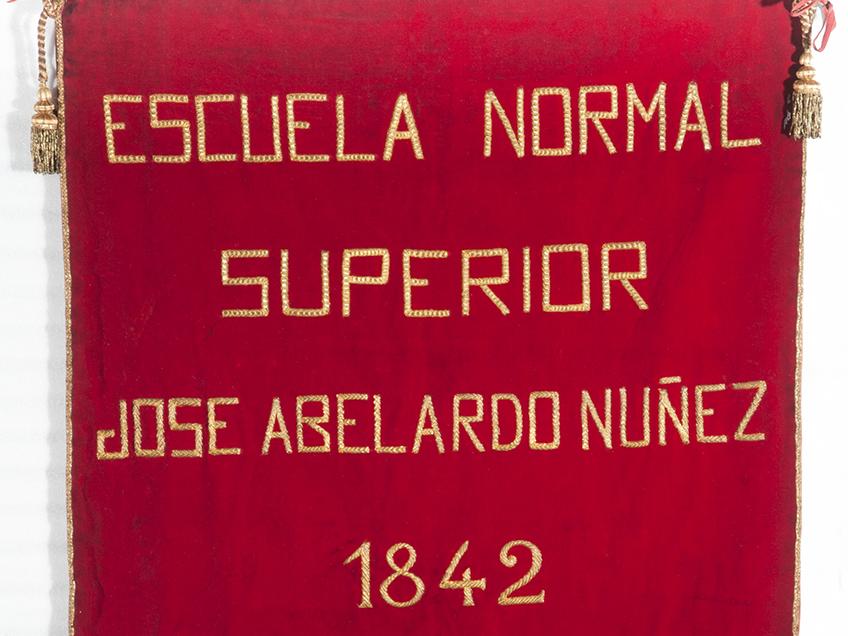 ESCUELA NORMAL
SUPERIOR
JOSE ABELARDO NUÑEZ
1842